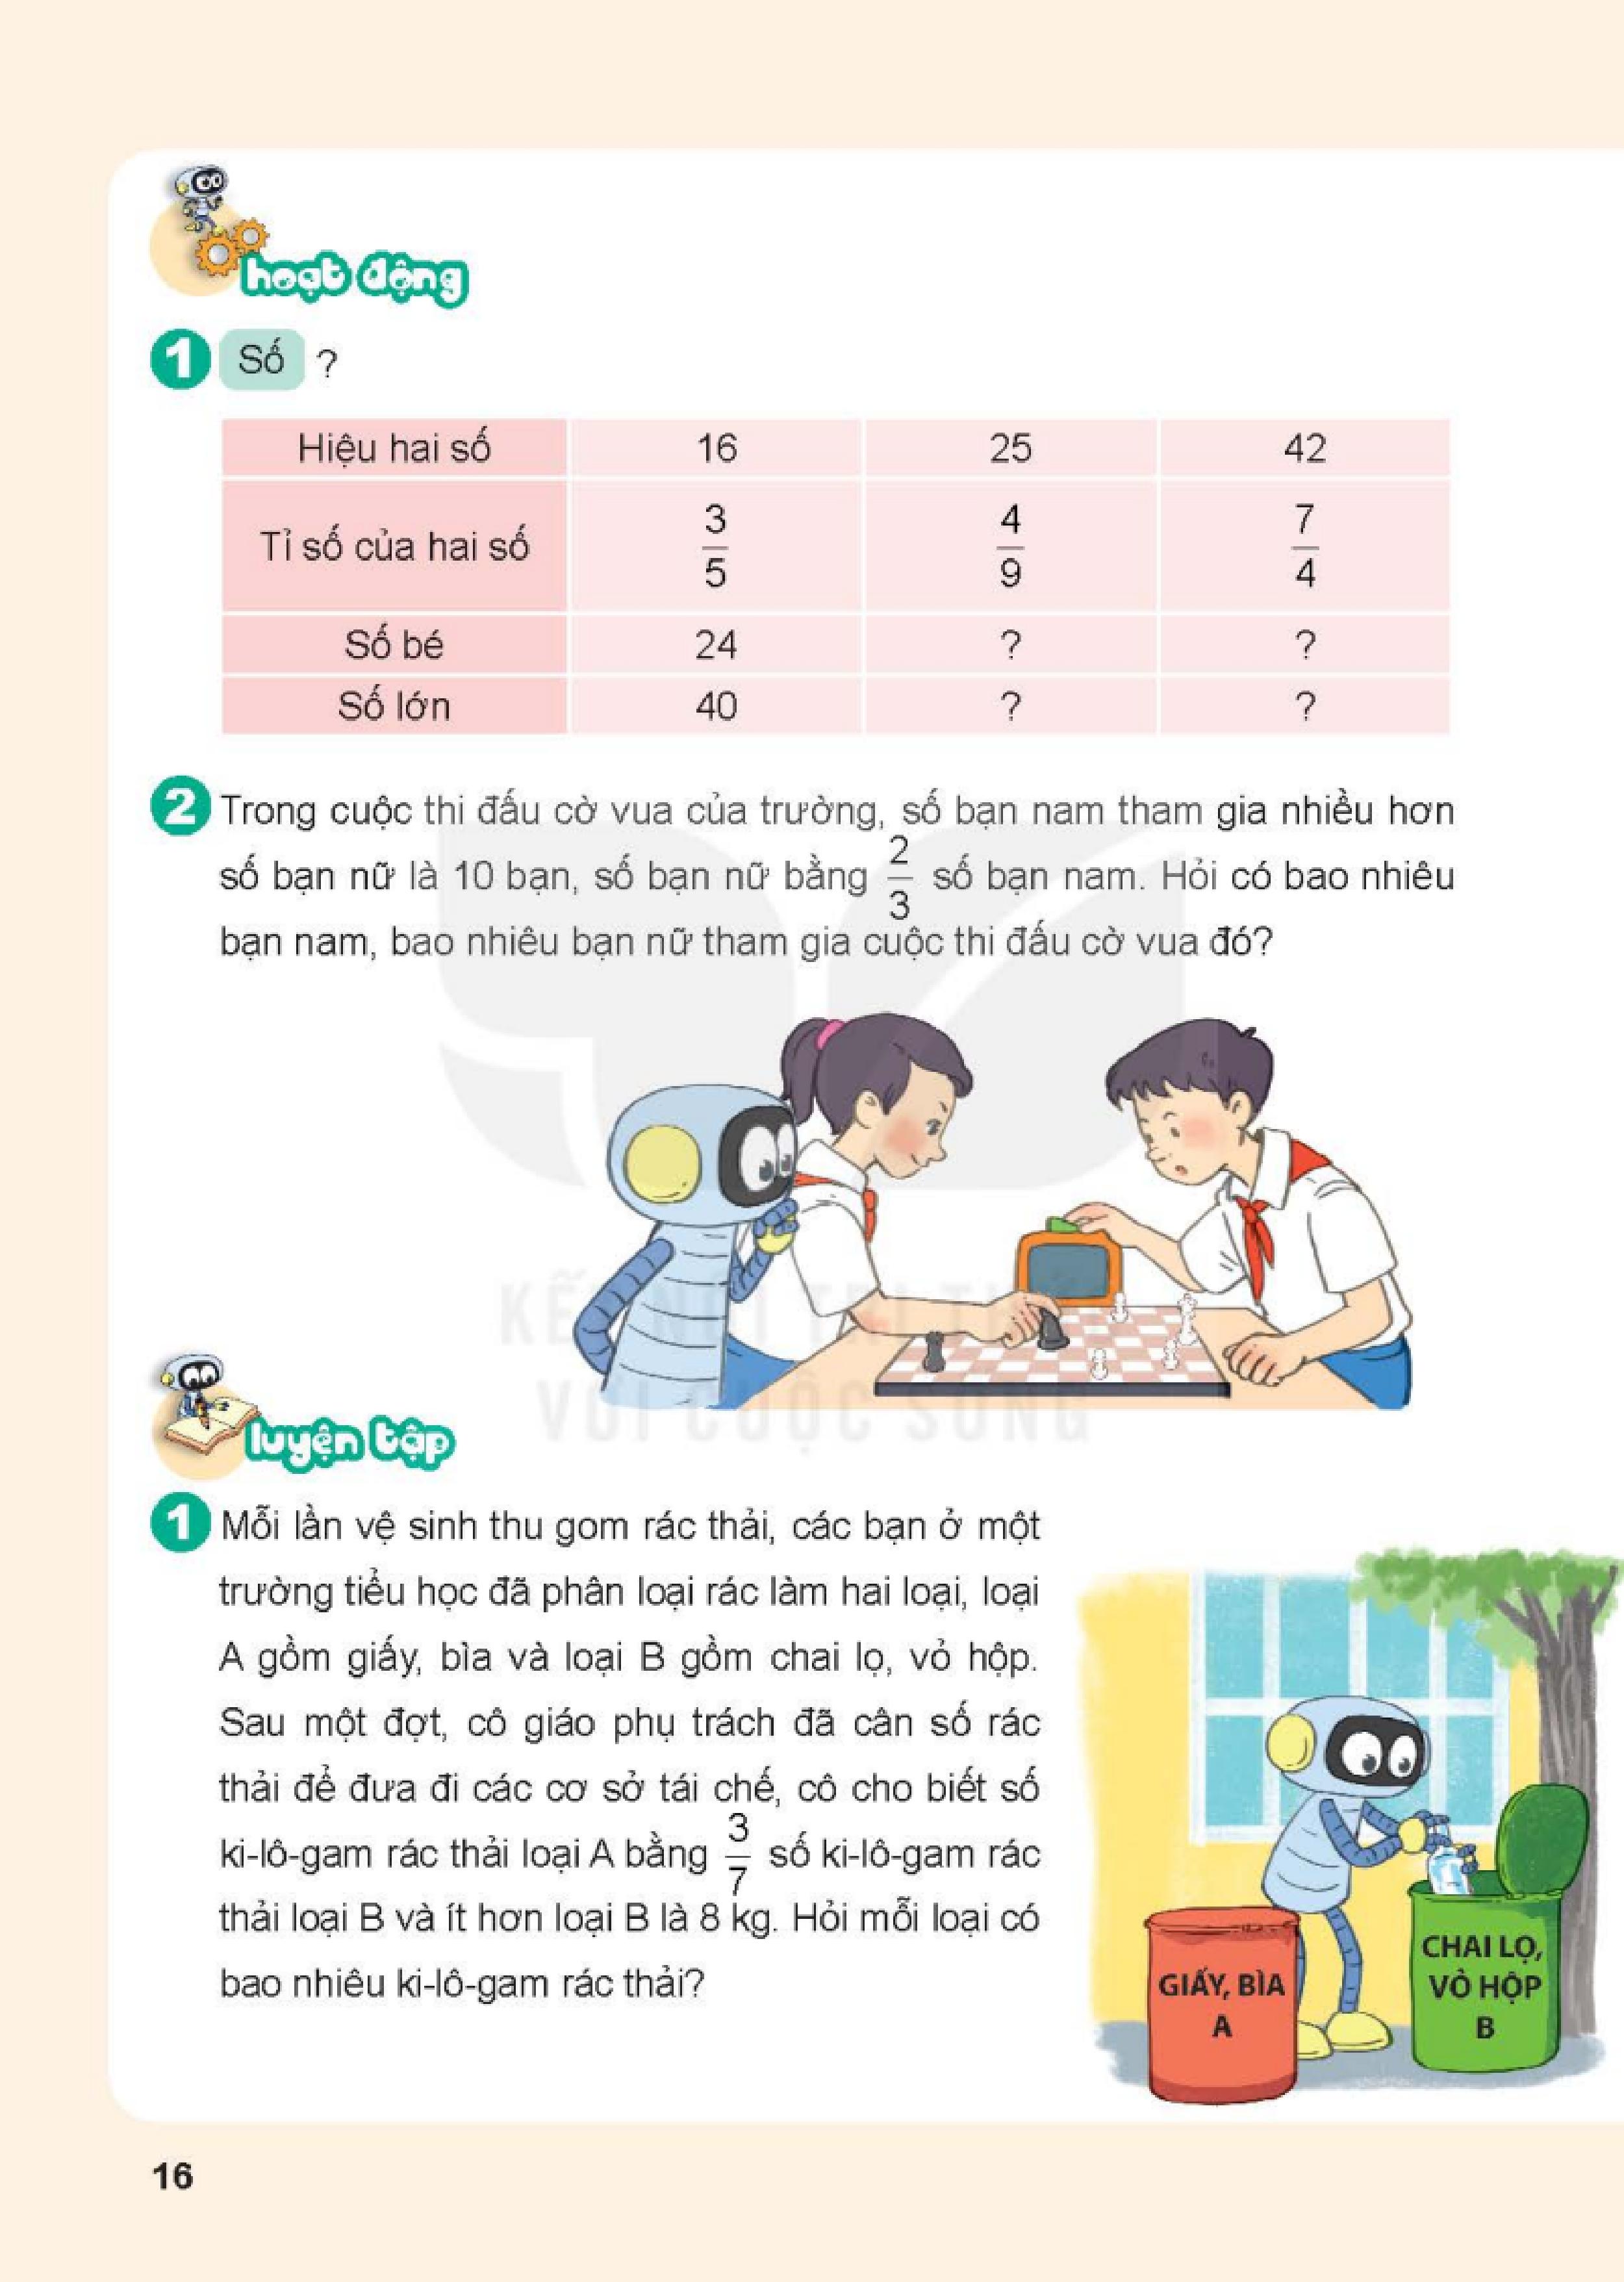 hoạt động
1 Số ?
Hiệu hai số 16 25 42
Tỉ số của hai số 3/5 4/9 7/4
Số bé 24 ? ?
Số lớn 40 ? ?
2 Trong cuộc thi đấu cờ vua của trường, số bạn nam tham gia nhiều hơn
số bạn nữ là 10 bạn, số bạn nữ bằng 2/3 số bạn nam. Hỏi có bao nhiêu
bạn nam, bao nhiêu bạn nữ tham gia cuộc thi đấu cờ vua đó?
KẾT NỐI TRI THỨC
VỚI CUỘC SỐNG
luyện tập
1 Mỗi lần vệ sinh thu gom rác thải, các bạn ở một
trường tiểu học đã phân loại rác làm hai loại, loại
A gồm giấy, bìa và loại B gồm chai lọ, vỏ hộp.
Sau một đợt, cô giáo phụ trách đã cân số rác
thải để đưa đi các cơ sở tái chế, cô cho biết số
ki-lô-gam rác thải loại A bằng 3/7 số ki-lô-gam rác
thải loại B và ít hơn loại B là 8 kg. Hỏi mỗi loại có
bao nhiêu ki-lô-gam rác thải?
GIẤY, BÌA
A
CHAI LỌ,
VỎ HỘP
B
16